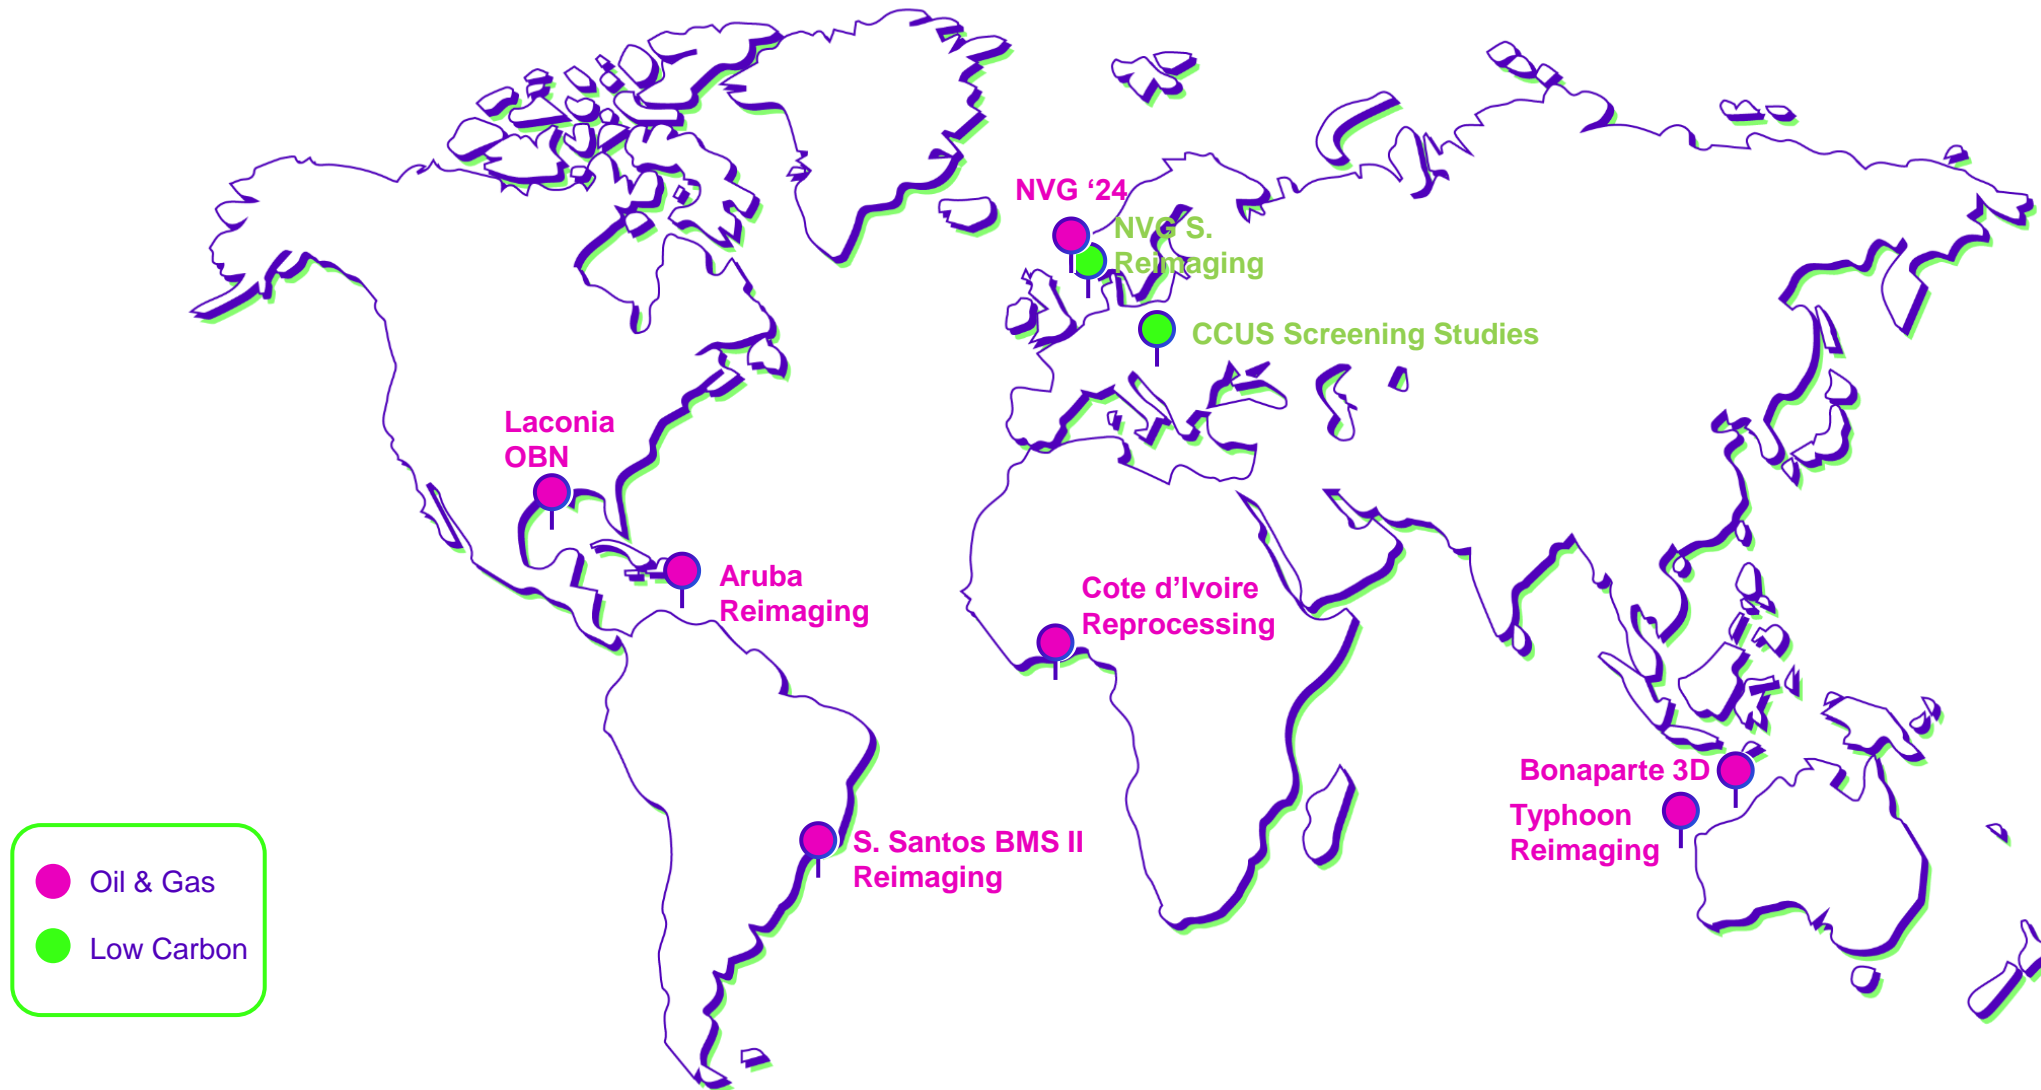 NVG ‘24
NVG S.
Reimaging
CCUS Screening Studies
Laconia
OBN
Aruba
Reimaging
Cote d’Ivoire
Reprocessing
Bonaparte 3D
Typhoon
Reimaging
S. Santos BMS II
Reimaging
Oil & Gas
Low Carbon